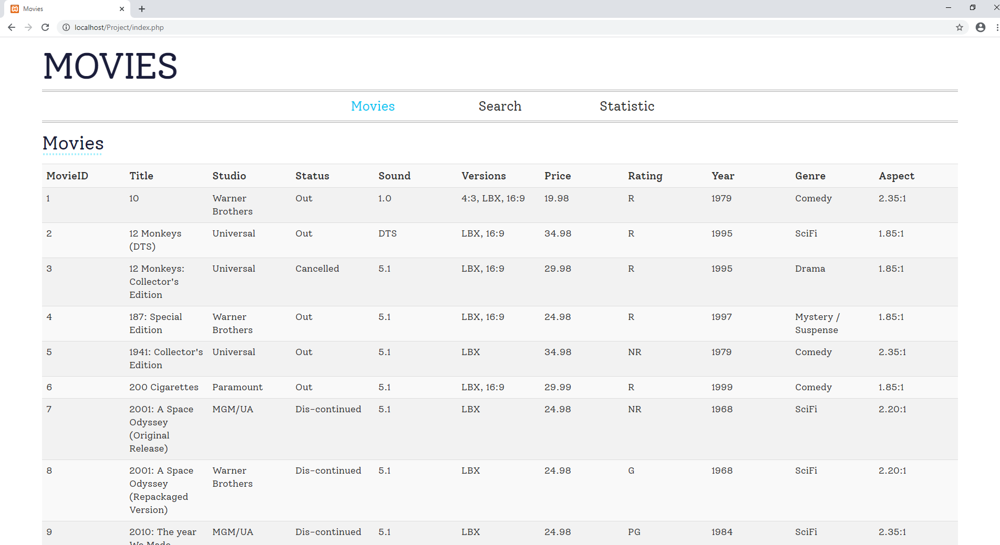 Movies
localhost/Project/index.php
MOVIES
Movies Search Statistic
Movies
MovieID Title Studio Status Sound Versions Price Rating Year Genre Aspect
1 10 Warner Out 1.0 4:3, LBX, 16:9 19.98 R 1979 Comedy 2.35:1
Brothers
2 12 Monkeys Universal Out DTS LBX, 16:9 34.98 R 1995 SciFi 1.85:1
(DTS)
3 12 Monkeys: Universal Cancelled 5.1 LBX, 16:9 29.98 R 1995 Drama 1.85:1
Collector's
Edition
4 187: Special Warner Out 5.1 LBX, 16:9 24.98 R 1997 Mystery / 1.85:1
Edition Brothers Suspense
5 1941: Collector's Universal Out 5.1 LBX 34.98 NR 1979 Comedy 2.35:1
Edition
6 200 Cigarettes Paramount Out 5.1 LBX, 16:9 29.99 R 1999 Comedy 1.85:1
7 2001: A Space MGM/UA Dis-continued 5.1 LBX 24.98 NR 1968 SciFi 2.20:1
Odyssey
(Original
Release)
8 2001: A Space Warner Dis-continued 5.1 LBX 24.98 G 1968 SciFi 2.20:1
Odyssey Brothers
(Repackaged
Version)
9 2010: The year MGM/UA Dis-continued 5.1 LBX 24.98 PG 1984 SciFi 2.35:1
We Made